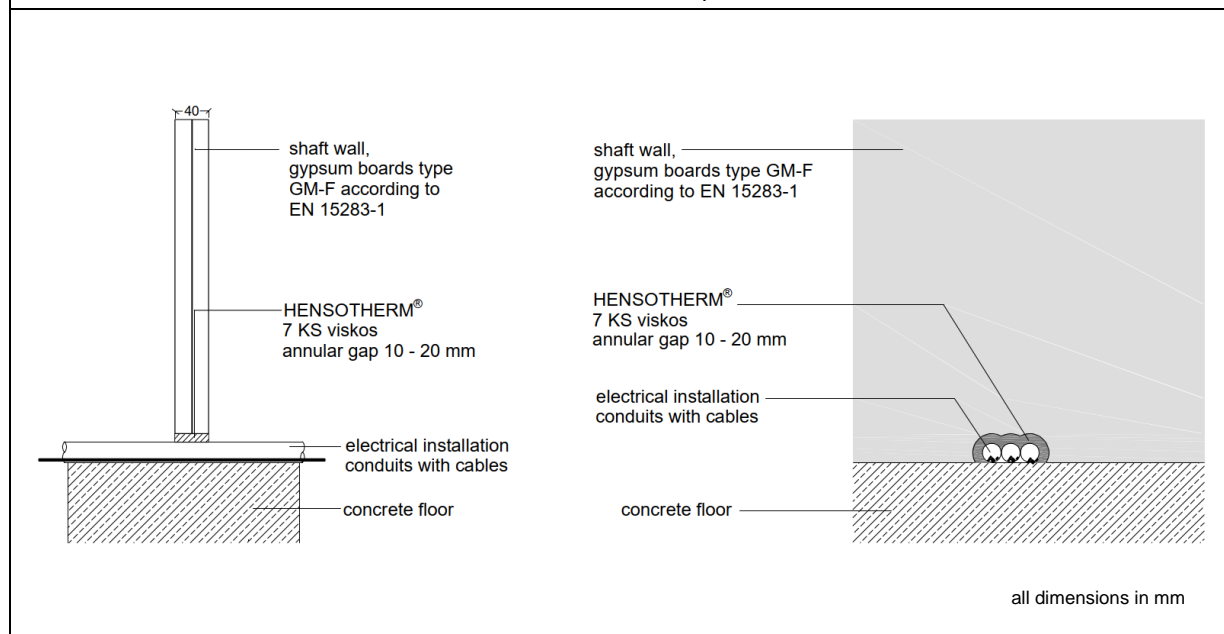 40
shaft wall,
gypsum boards type
GM-F according to
EN 15283-1
HENSOTHERM®
7 KS viskos
annular gap 10 - 20 mm
electrical installation
conduits with cables
concrete floor
shaft wall,
gypsum boards type GM-F
according to EN 15283-1
HENSOTHERM®
7 KS viskos
annular gap 10 - 20 mm
electrical installation
conduits with cables
concrete floor
all dimensions in mm